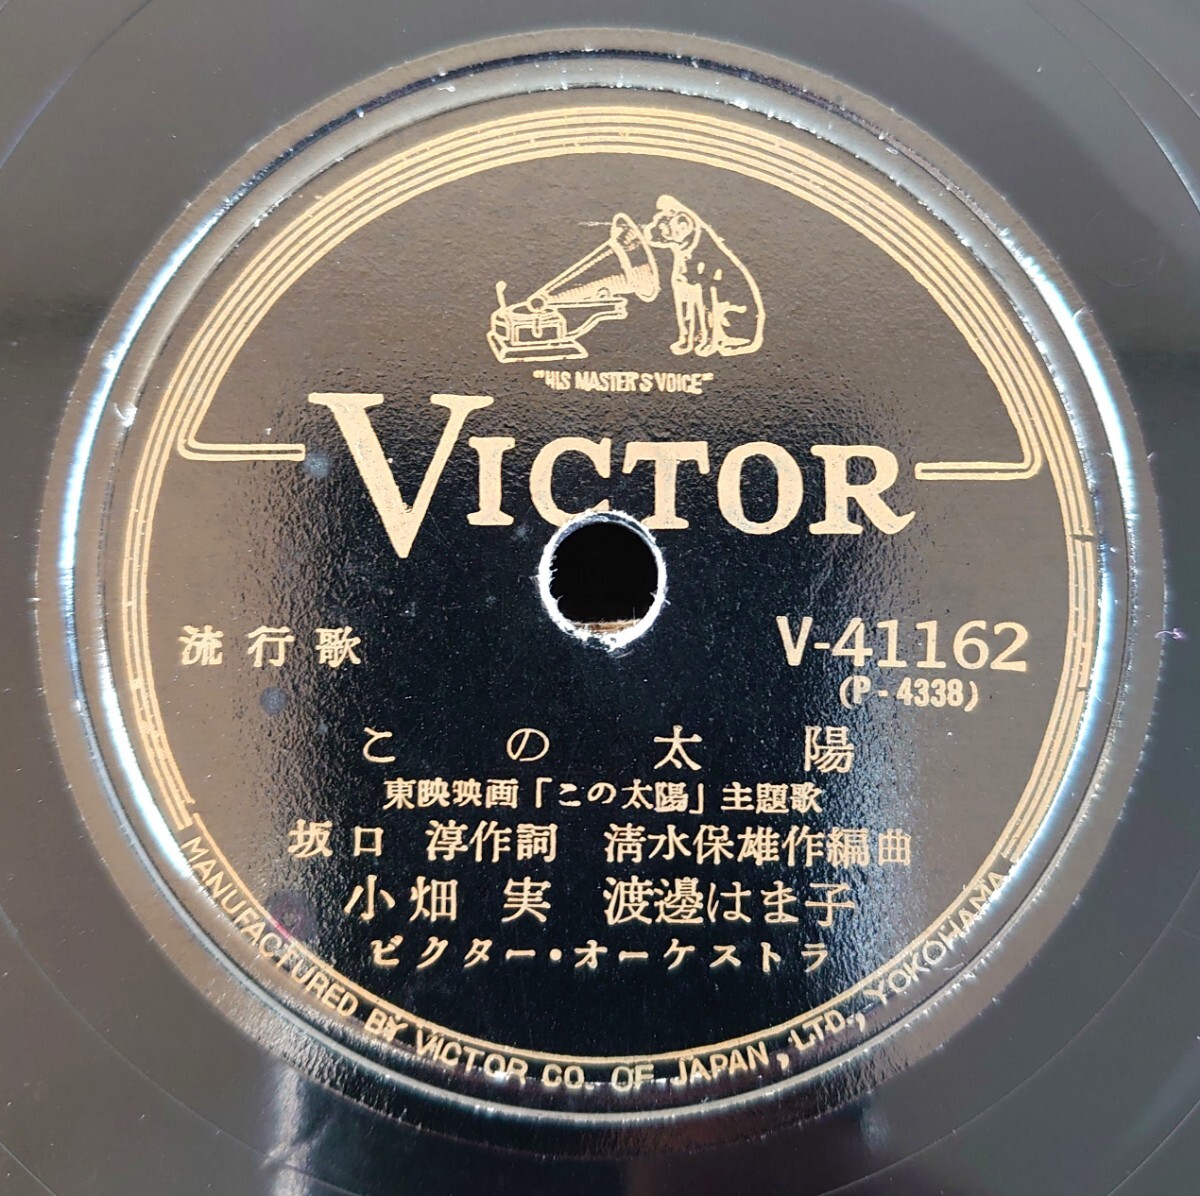 "HIS MASTER'S VOICE"
VICTOR
流行歌
V-41162
(P-4338)
この太陽
東映映画「この太陽」主題歌
坂口 淳作詞 清水保雄作編曲
小畑 実 渡邊はま子
ビクター・オーケストラ
MANUFACTURED BY VICTOR CO. OF JAPAN, LTD., YOKOHAMA